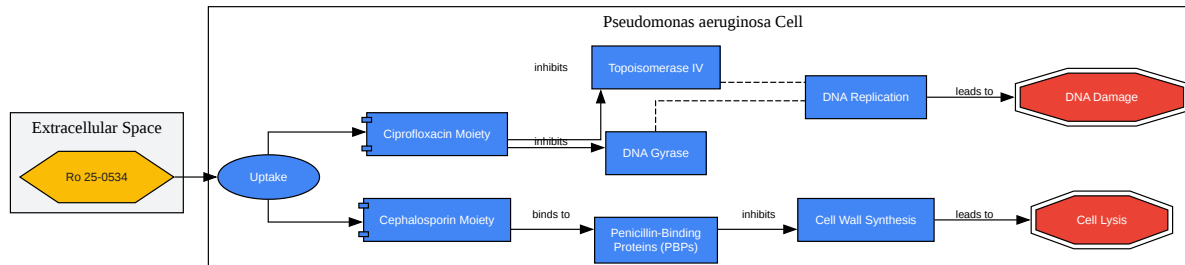 Pseudomonas aeruginosa Cell
Extracellular Space
Ro 25-0534
Uptake
Ciprofloxacin Moiety
inhibits
inhibits
Topoisomerase IV
DNA Gyrase
DNA Replication
leads to
DNA Damage
Cephalosporin Moiety
binds to
Penicillin-Binding
Proteins (PBPs)
inhibits
Cell Wall Synthesis
leads to
Cell Lysis